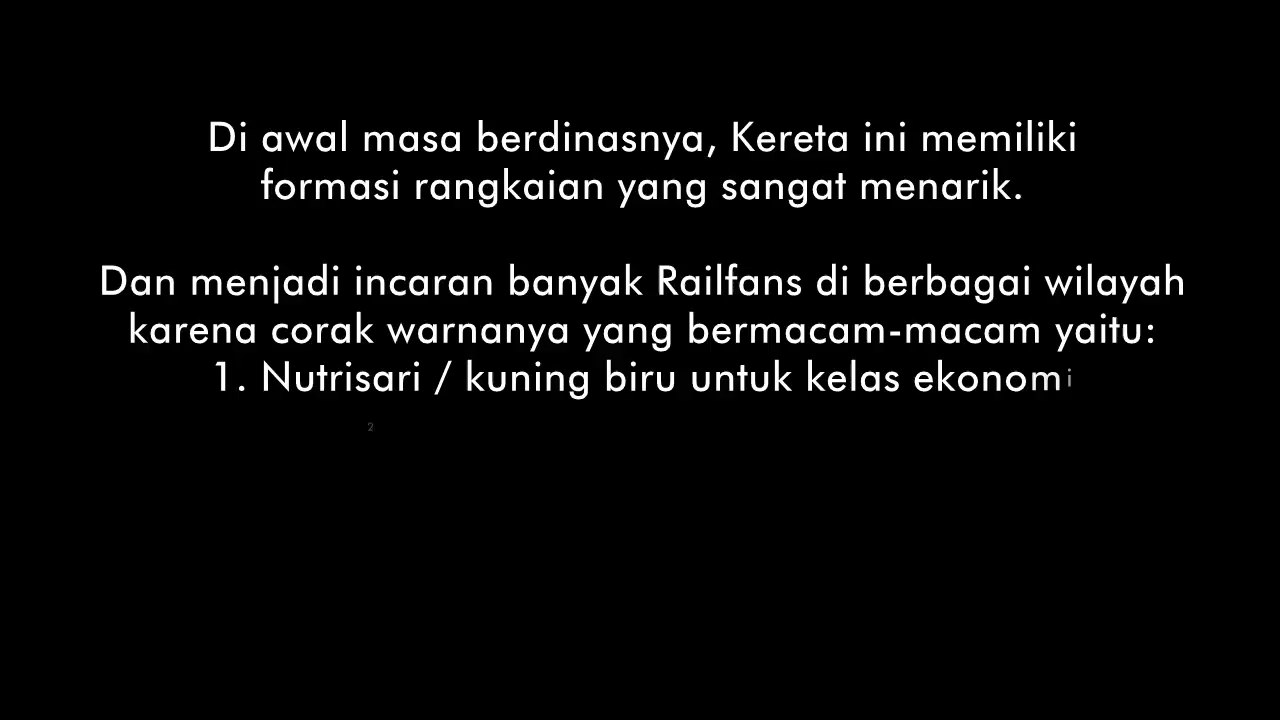 Di awal masa berdinasnya, Kereta ini memiliki
formasi rangkaian yang sangat menarik.
Dan menjadi incaran banyak Railfans di berbagai wilayah
karena corak warnanya yang bermacam-macam yaitu:
1. Nutrisari / kuning biru untuk kelas ekonomi
2